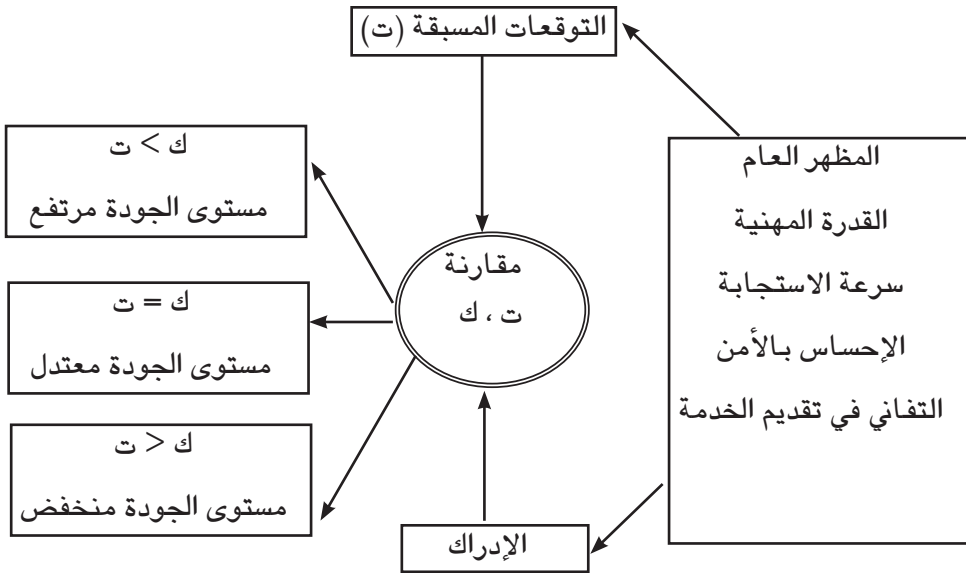 التوقعات المسبقة (ت)
المظهر العام
القدرة المهنية
سرعة الاستجابة
الإحساس بالأمن
التفاني في تقديم الخدمة
ك > ت
مستوى الجودة مرتفع
مقارنة
ت ، ك
ك = ت
مستوى الجودة معتدل
ك < ت
مستوى الجودة منخفض
الإدراك